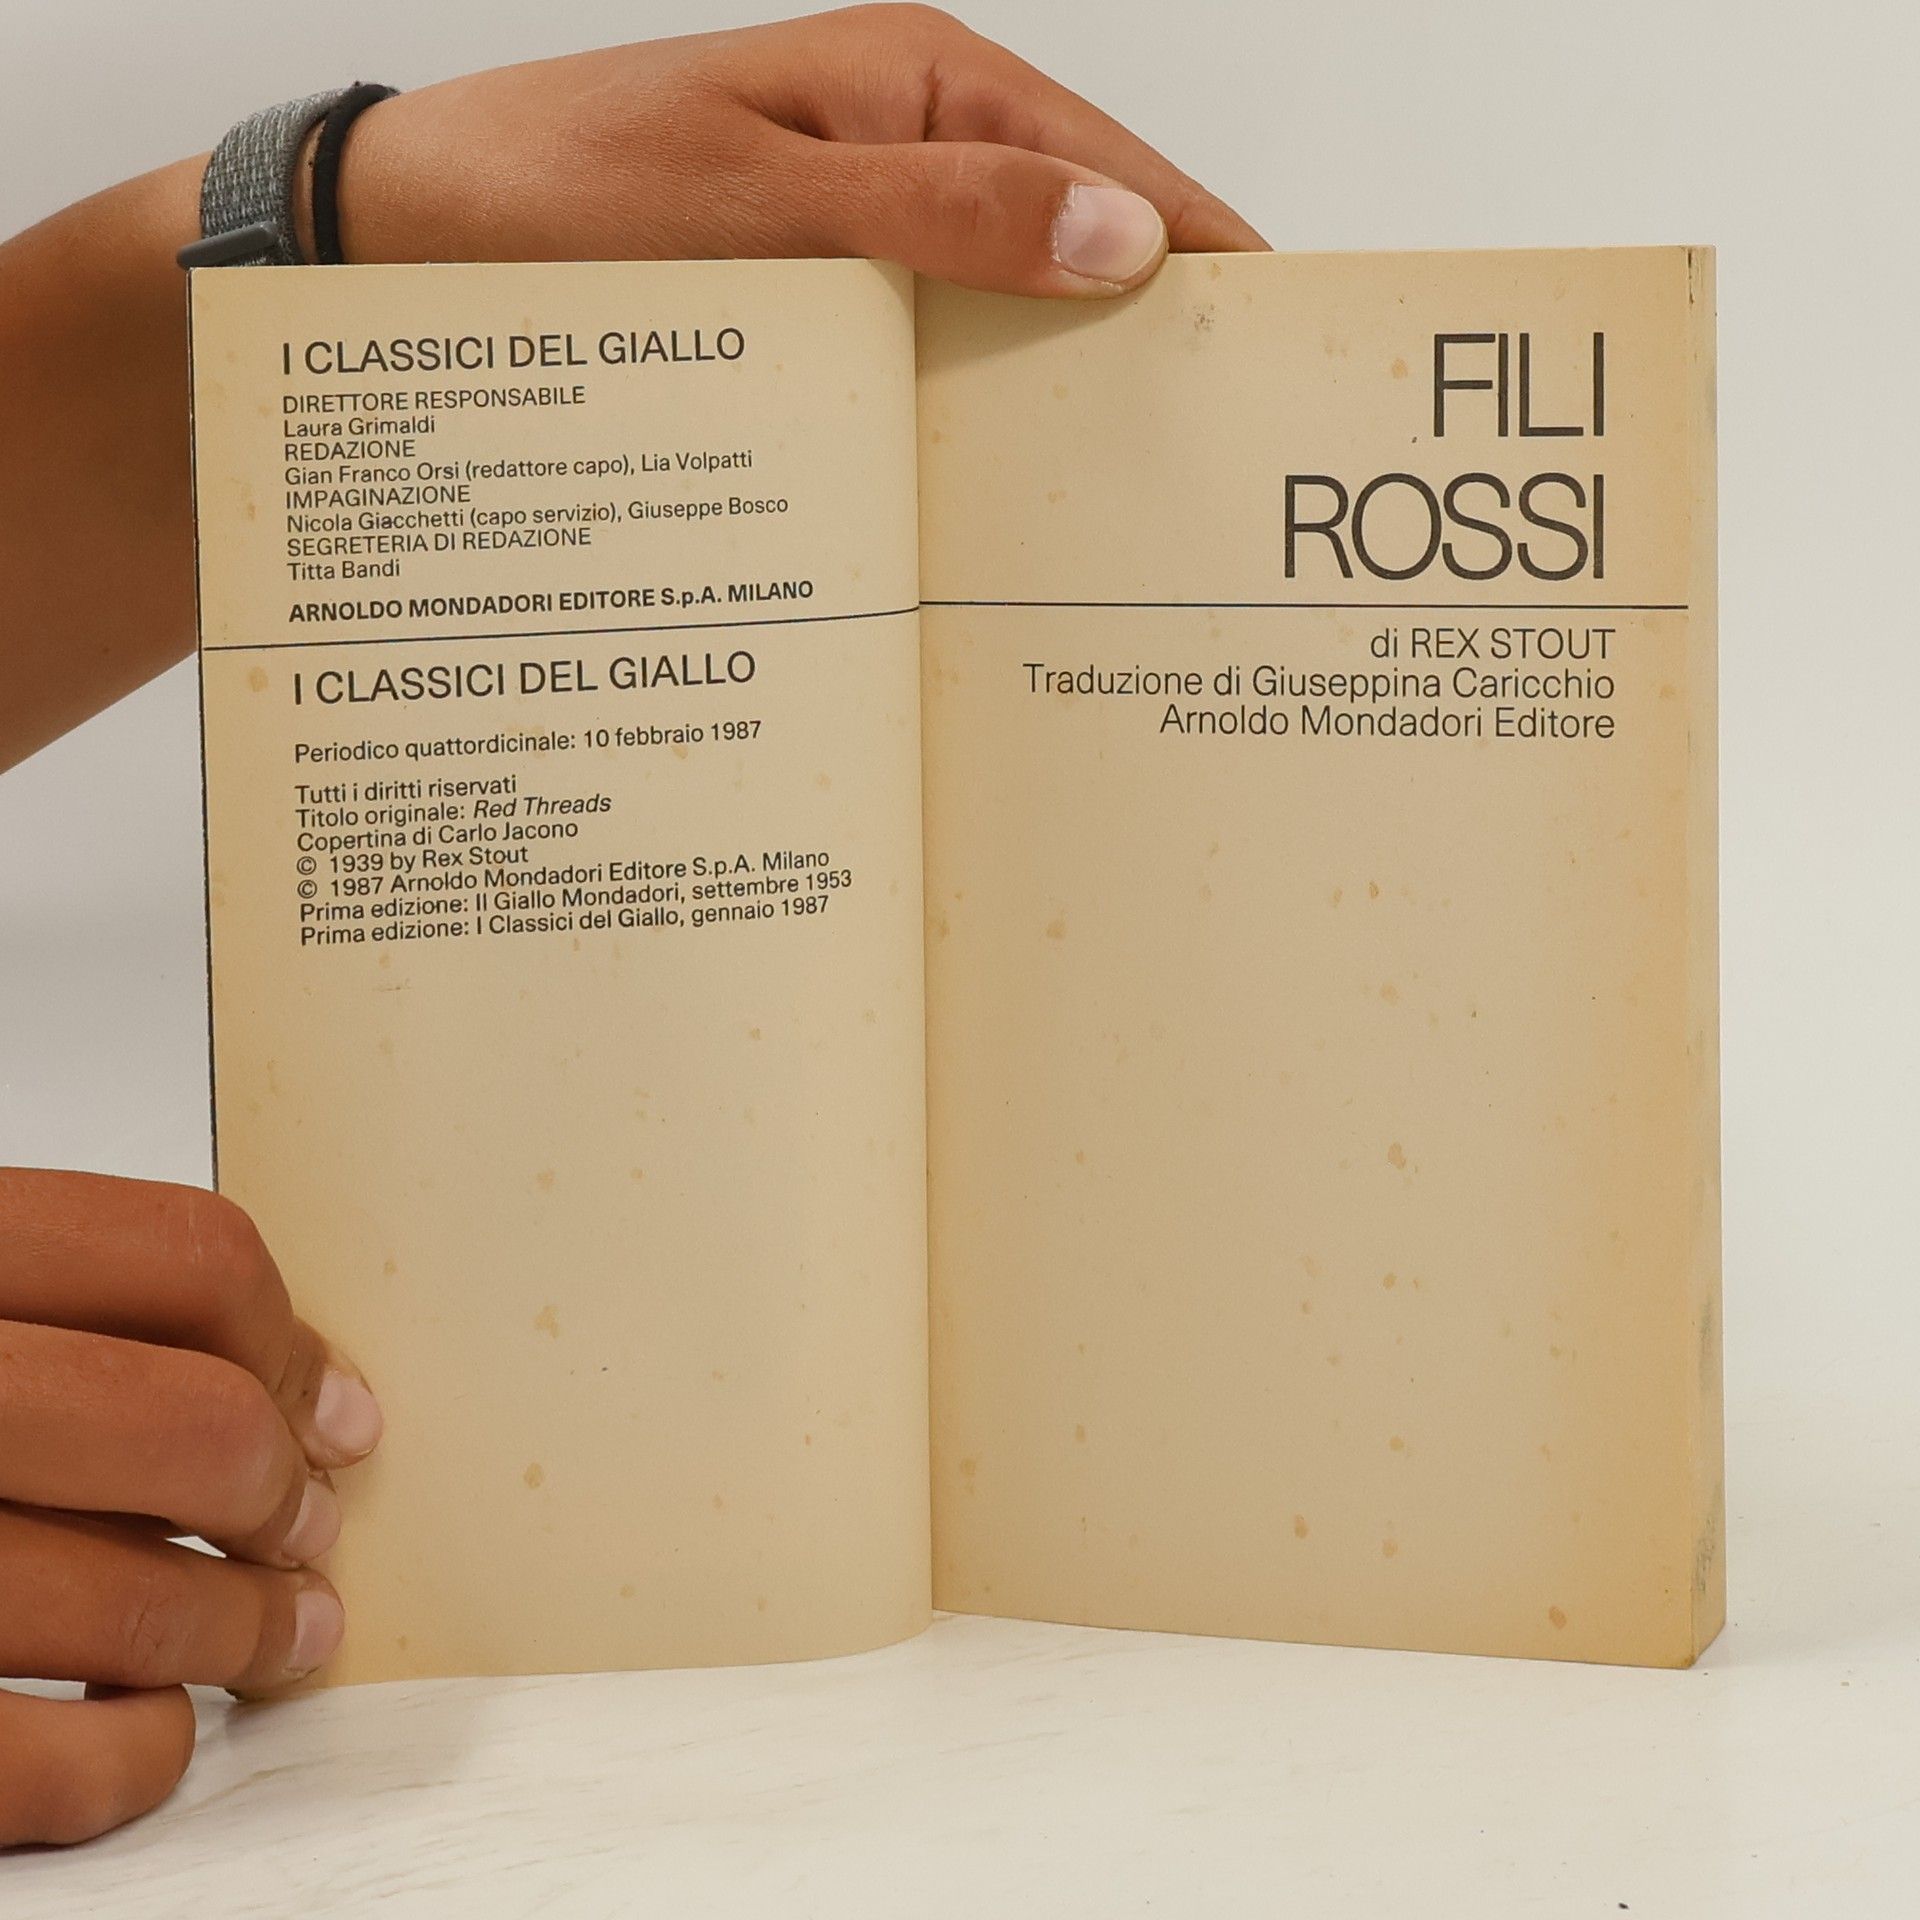 I CLASSICI DEL GIALLO
DIRETTORE RESPONSABILE
Laura Grimaldi
REDAZIONE
Gian Franco Orsi (redattore capo), Lia Volpatti
IMPAGINAZIONE
Nicola Giacchetti (capo servizio), Giuseppe Bosco
SEGRETERIA DI REDAZIONE
Titta Bandi
ARNOLDO MONDADORI EDITORE S.p.A. MILANO
I CLASSICI DEL GIALLO
Periodico quattordicinale: 10 febbraio 1987
Tutti i diritti riservati
Titolo originale: Red Threads
Copertina di Carlo Jacono
© 1939 by Rex Stout
© 1987 Arnoldo Mondadori Editore S.p.A. Milano
Prima edizione: Il Giallo Mondadori, settembre 1953
Prima edizione: I Classici del Giallo, gennaio 1987
FILI
ROSSI
di REX STOUT
Traduzione di Giuseppina Caricchio
Arnoldo Mondadori Editore